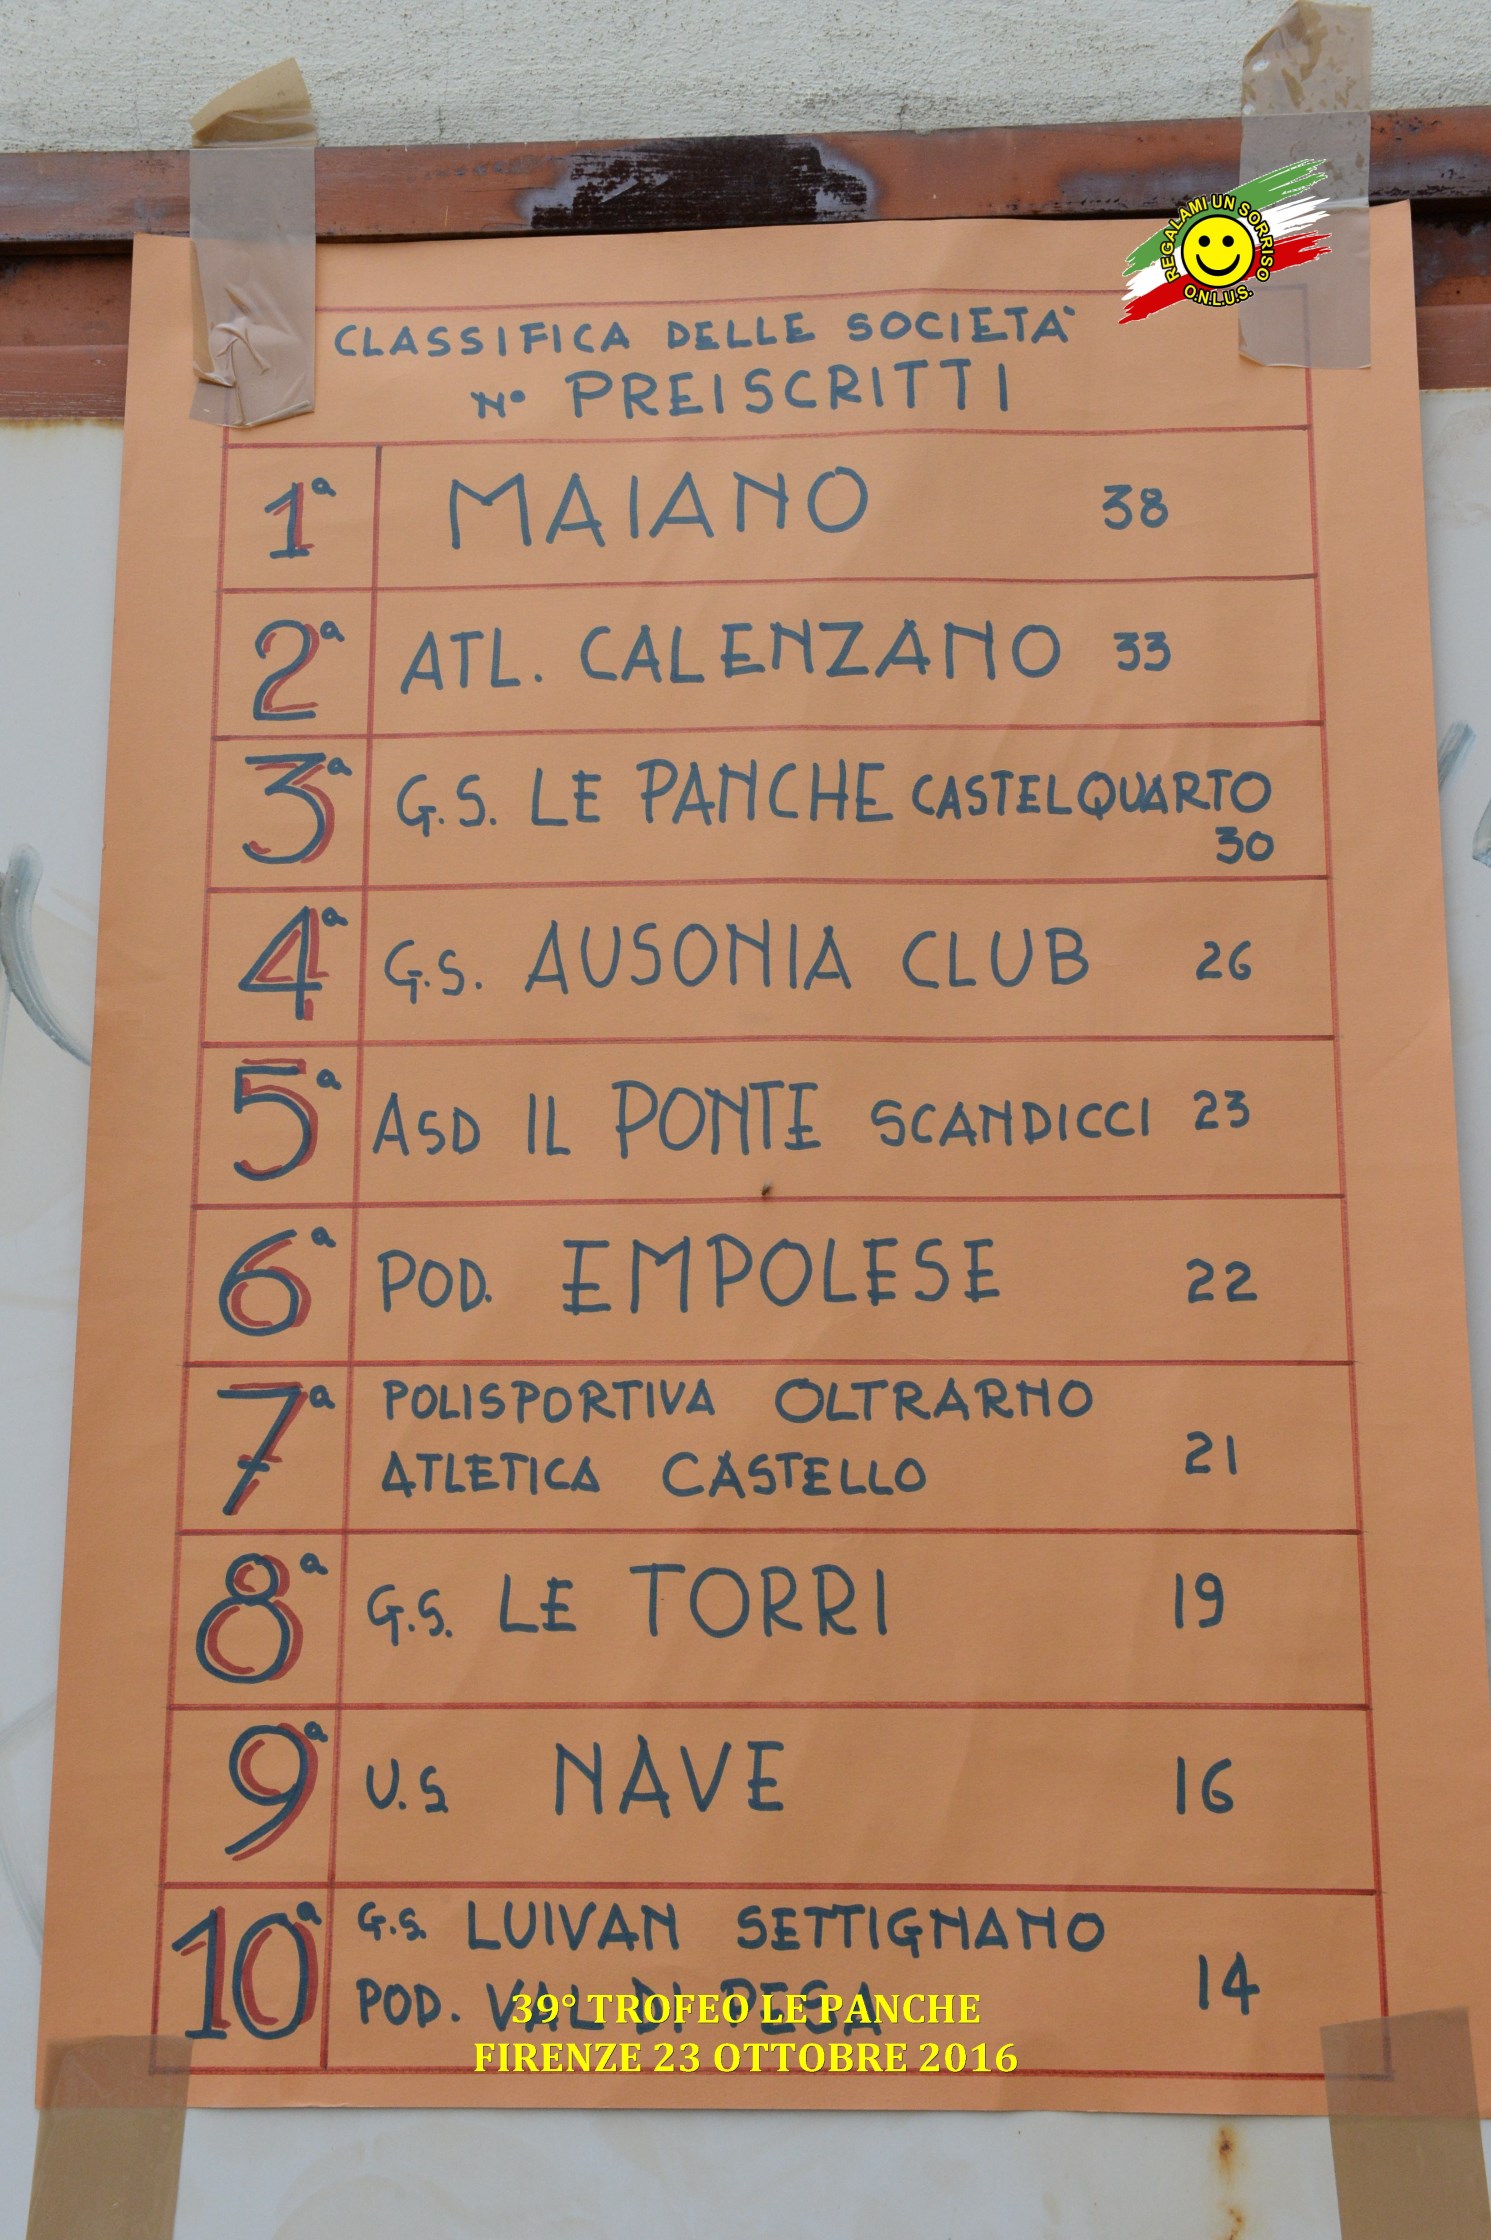 REGALAMI UN SORRISO
O.N.L.U.S.
CLASSIFICA DELLE SOCIETA'
N° PREISCRITTI
1ª MAIANO 38
2ª ATL. CALENZANO 33
3ª G.S. LE PANCHE CASTELQUARTO
30
4ª G.S. AUSONIA CLUB 26
5ª ASD IL PONTE SCANDICCI 23
6ª POD. EMPOLESE 22
7ª POLISPORTIVA OLTRARNO
ATLETICA CASTELLO 21
8ª G.S. LE TORRI 19
9ª U.S. NAVE 16
10ª G.S. LUIVAN SETTIGNANO
POD. VAL DI PESA 14
39° TROFEO LE PANCHE
FIRENZE 23 OTTOBRE 2016